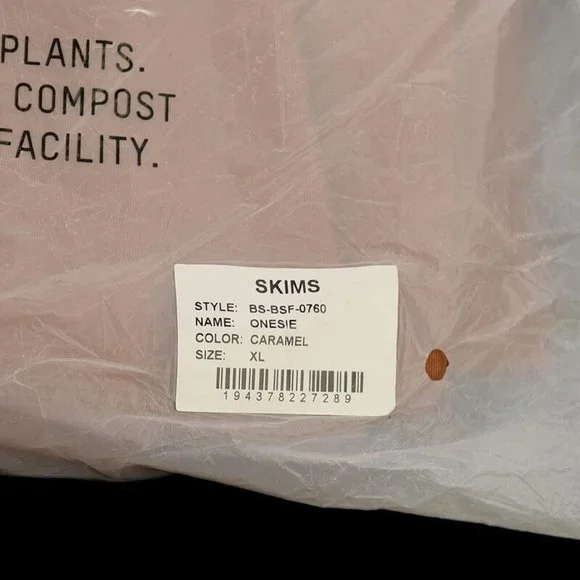 PLANTS.
COMPOST
FACILITY.
SKIMS
STYLE: BS-BSF-0760
NAME: ONESIE
COLOR: CARAMEL
SIZE: XL
194378227289